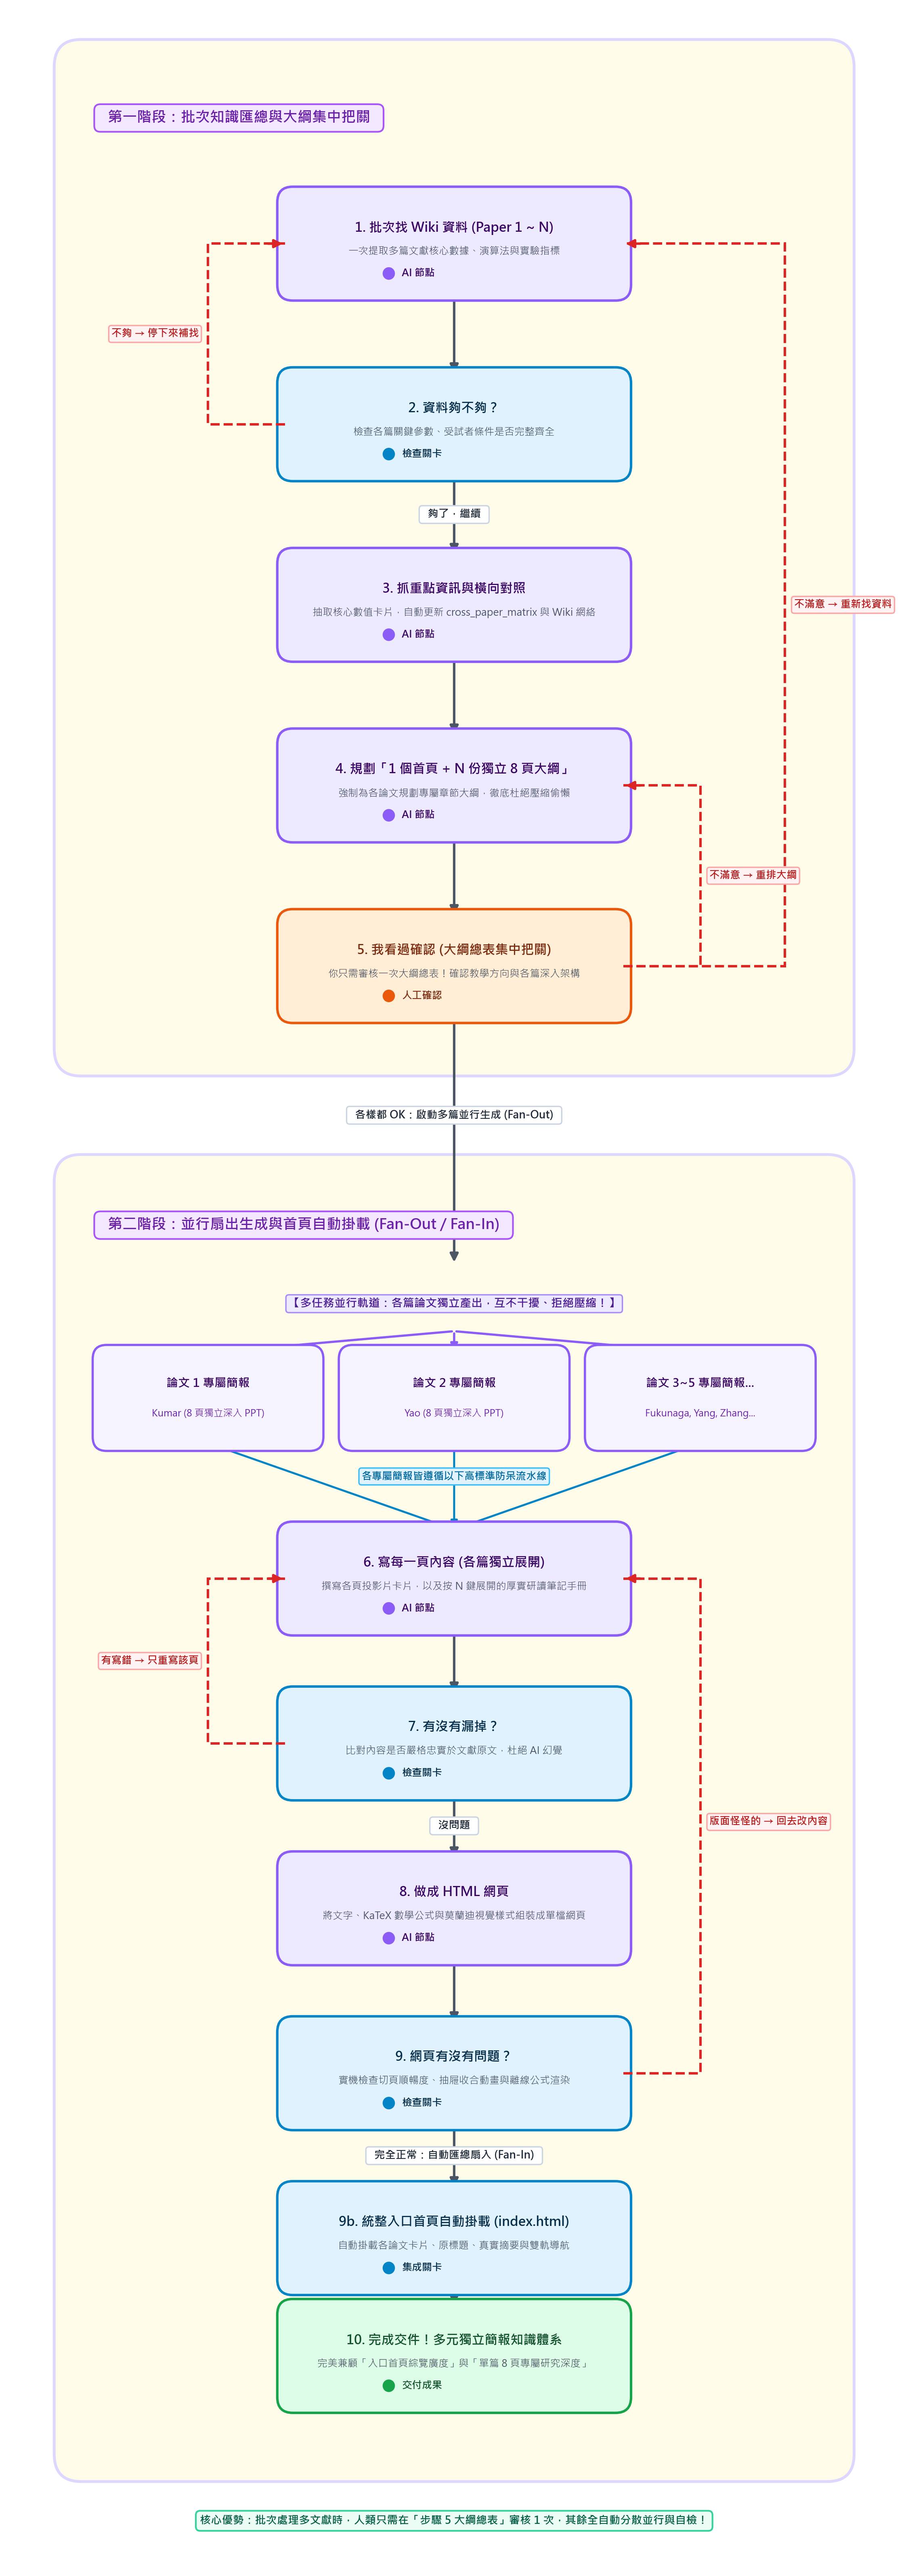 第一階段：批次知識匯總與大綱集中把關
1. 批次找 Wiki 資料 (Paper 1 ~ N)
一次提取多篇文獻核心數據、演算法與實驗指標
AI 節點
不夠 → 停下來補找
2. 資料夠不夠？
檢查各篇關鍵參數、受試者條件是否完整齊全
檢查關卡
夠了，繼續
3. 抓重點資訊與橫向對照
抽取核心數值卡片，自動更新 cross_paper_matrix 與 Wiki 網絡
AI 節點
不滿意 → 重新找資料
4. 規劃「1 個首頁 + N 份獨立 8 頁大綱」
強制為各論文規劃專屬章節大綱，徹底杜絕壓縮偷懶
AI 節點
不滿意 → 重排大綱
5. 我看過確認 (大綱總表集中把關)
你只需審核一次大綱總表！確認教學方向與各篇深入架構
人工確認
各樣都 OK：啟動多篇並行生成 (Fan-Out)
第二階段：並行扇出生成與首頁自動掛載 (Fan-Out / Fan-In)
【多任務並行軌道：各篇論文獨立產出，互不干擾、拒絕壓縮！】
論文 1 專屬簡報
Kumar (8 頁獨立深入 PPT)
論文 2 專屬簡報
Yao (8 頁獨立深入 PPT)
論文 3~5 專屬簡報...
Fukunaga, Yang, Zhang...
各專屬簡報皆遵循以下高標準防呆流水線
6. 寫每一頁內容 (各篇獨立展開)
撰寫各頁投影片卡片，以及按 N 鍵展開的厚實研讀筆記手冊
AI 節點
有寫錯 → 只重寫該頁
7. 有沒有漏掉？
比對內容是否嚴格忠實於文獻原文，杜絕 AI 幻覺
檢查關卡
版面怪怪的 → 回去改內容
沒問題
8. 做成 HTML 網頁
將文字、KaTeX 數學公式與莫蘭迪視覺樣式組裝成單檔網頁
AI 節點
9. 網頁有沒有問題？
實機檢查切頁順暢度、抽屜收合動畫與離線公式渲染
檢查關卡
完全正常：自動匯總扇入 (Fan-In)
9b. 統整入口首頁自動掛載 (index.html)
自動掛載各論文卡片、原標題、真實摘要與雙軌導航
集成關卡
10. 完成交件！多元獨立簡報知識體系
完美兼顧「入口首頁綜覽廣度」與「單篇 8 頁專屬研究深度」
交付成果
核心優勢：批次處理多文獻時，人類只需在「步驟 5 大綱總表」審核 1 次，其餘全自動分散並行與自檢！